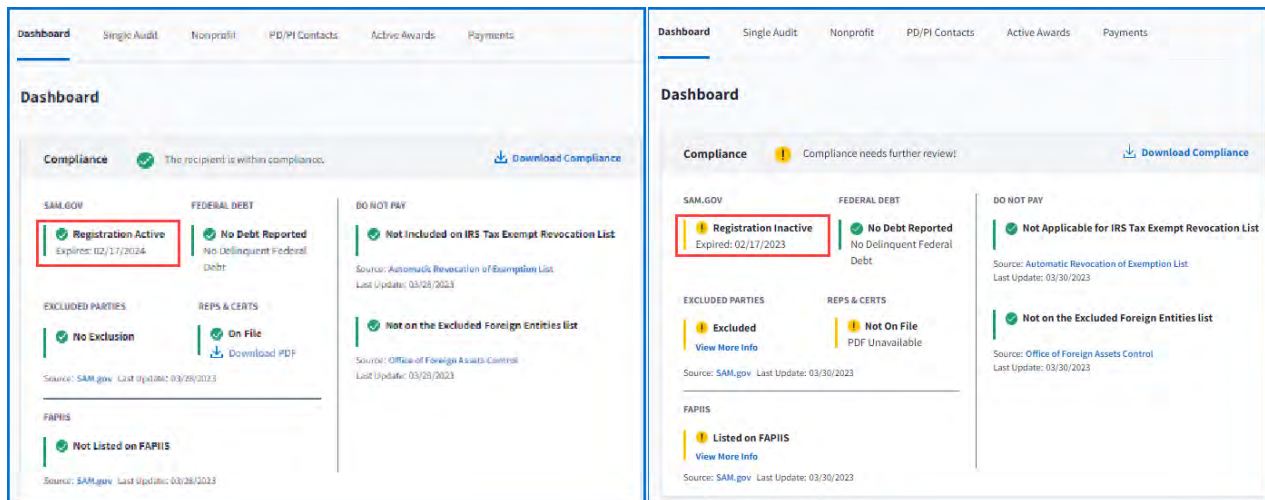 Dashboard Single Audit Nonprofit PD/PI Contacts Active Awards Payments
Dashboard
Compliance The recipient is within compliance. Download Compliance
SAM.GOV FEDERAL DEBT DO NOT PAY
Registration Active No Debt Reported Not Included on IRS Tax Exempt Revocation List
Expires: 02/17/2024 No Delinquent Federal
Debt
Source: Automatic Revocation of Exemption List
Last Update: 03/28/2023
EXCLUDED PARTIES REPS & CERTS
No Exclusion On File Not on the Excluded Foreign Entities list
Download PDF
Source: Office of Foreign Assets Control
Source: SAM.gov Last Update: 03/28/2023 Last Update: 03/28/2023
FAPIIS
Not Listed on FAPIIS
Source: SAM.gov Last Update: 03/28/2023
Dashboard Single Audit Nonprofit PD/PI Contacts Active Awards Payments
Dashboard
Compliance ! Compliance needs further review! Download Compliance
SAM.GOV FEDERAL DEBT DO NOT PAY
! Registration Inactive No Debt Reported Not Applicable for IRS Tax Exempt Revocation List
Expired: 02/17/2023 No Delinquent Federal
Debt
Source: Automatic Revocation of Exemption List
Last Update: 03/30/2023
EXCLUDED PARTIES REPS & CERTS
! Excluded ! Not On File Not on the Excluded Foreign Entities list
View More Info PDF Unavailable
Source: Office of Foreign Assets Control
Source: SAM.gov Last Update: 03/30/2023 Last Update: 03/30/2023
FAPIIS
! Listed on FAPIIS
View More Info
Source: SAM.gov Last Update: 03/30/2023